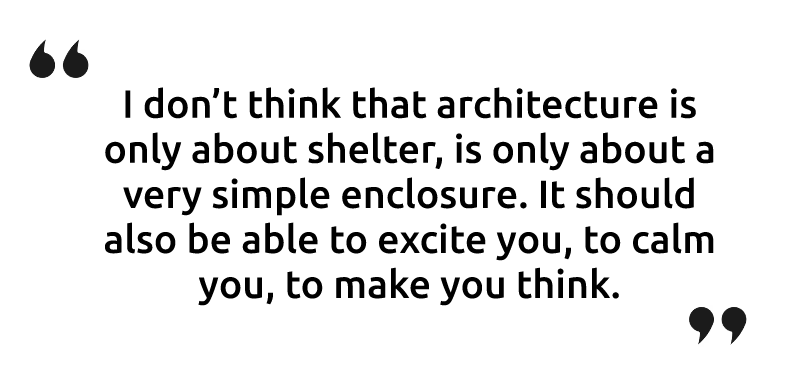 “
I don’t think that architecture is
only about shelter, is only about a
very simple enclosure. It should
also be able to excite you, to calm
you, to make you think.
”